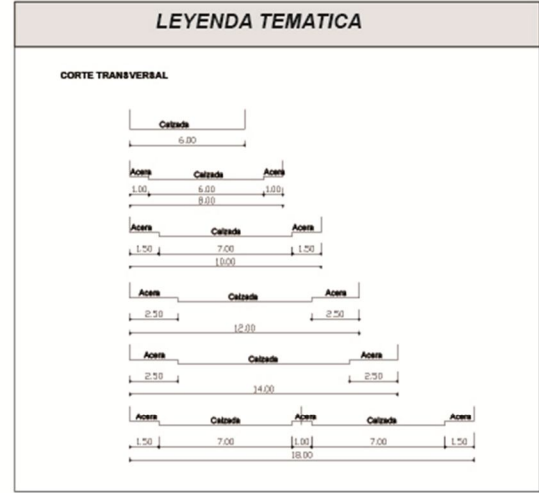 LEYENDA TEMATICA
CORTE TRANSVERSAL
Calzada
6.00
Acera Calzada Acera
1.00 6.00 1.00
8.00
Acera Calzada Acera
1.50 7.00 1.50
10.00
Acera Calzada Acera
2.50 2.50
12.00
Acera Calzada Acera
2.50 2.50
14.00
Acera Calzada Acera Calzada Acera
1.50 7.00 1.00 7.00 1.50
18.00